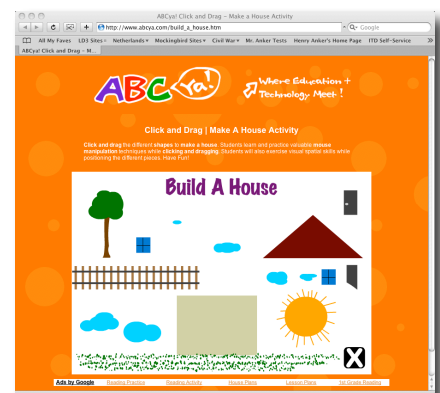 ABCya! Click and Drag – Make a House Activity
http://www.abcya.com/build_a_house.htm
Google
All My Faves LD3 Sites Netherlands Mockingbird Sites Civil War Mr. Anker Tests Henry Anker's Home Page ITD Self-Service
ABCya! Click and Drag – M...
ABC Ya!
Where Education +
Technology Meet!
Click and Drag | Make A House Activity
Click and drag the different shapes to make a house. Students learn and practice valuable mouse
manipulation techniques while clicking and dragging. Students will also exercise visual spatial skills while
positioning the different pieces. Have Fun!
Build A House
X
Ads by Google Reading Practice Reading Activity House Plans Lesson Plans 1st Grade Reading